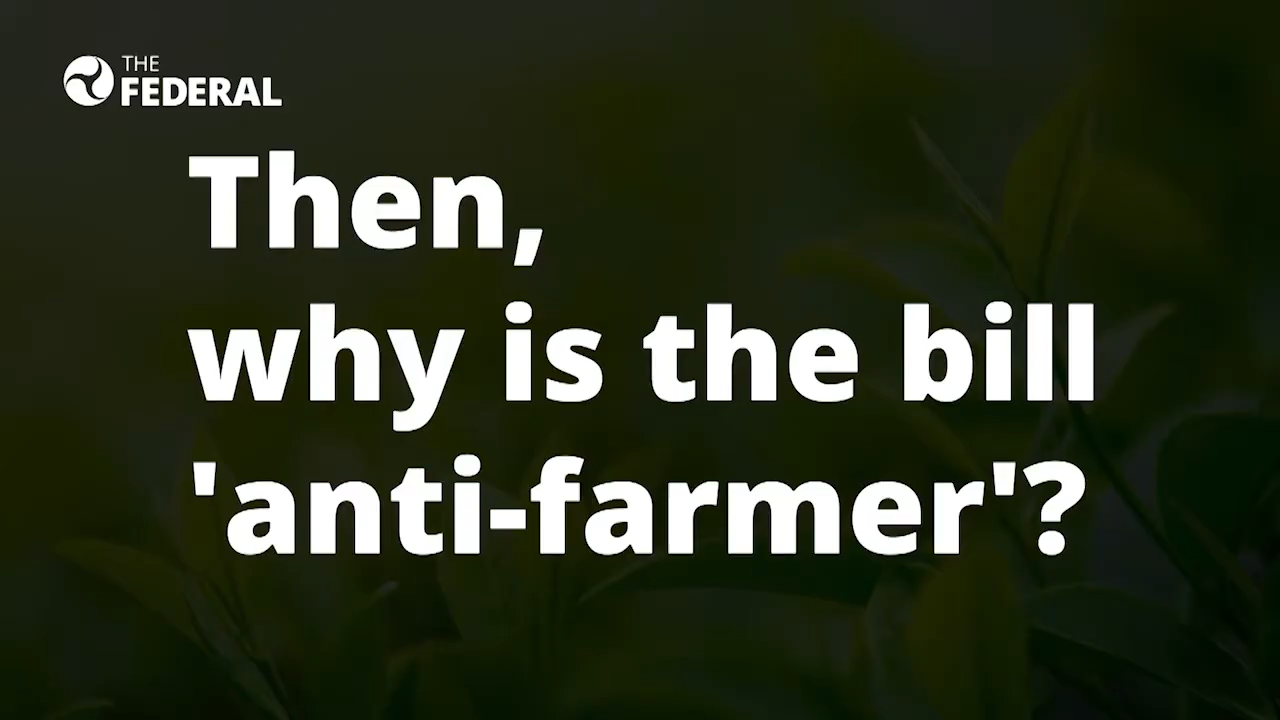 THE
FEDERAL
Then,
why is the bill
'anti-farmer'?